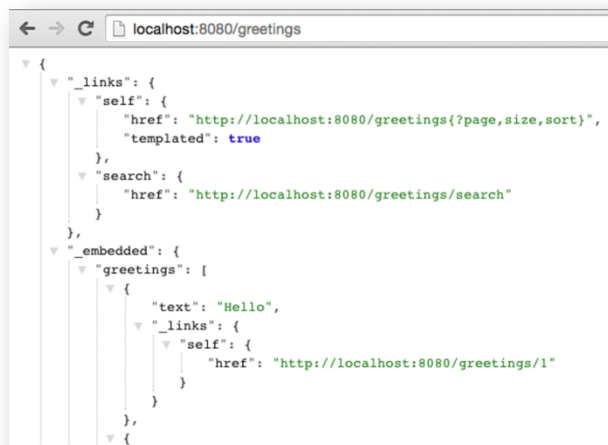 localhost:8080/greetings
{
"_links": {
"self": {
"href": "http://localhost:8080/greetings{?page,size,sort}",
"templated": true
},
"search": {
"href": "http://localhost:8080/greetings/search"
}
},
"_embedded": {
"greetings": [
{
"text": "Hello",
"_links": {
"self": {
"href": "http://localhost:8080/greetings/1"
}
}
},
{